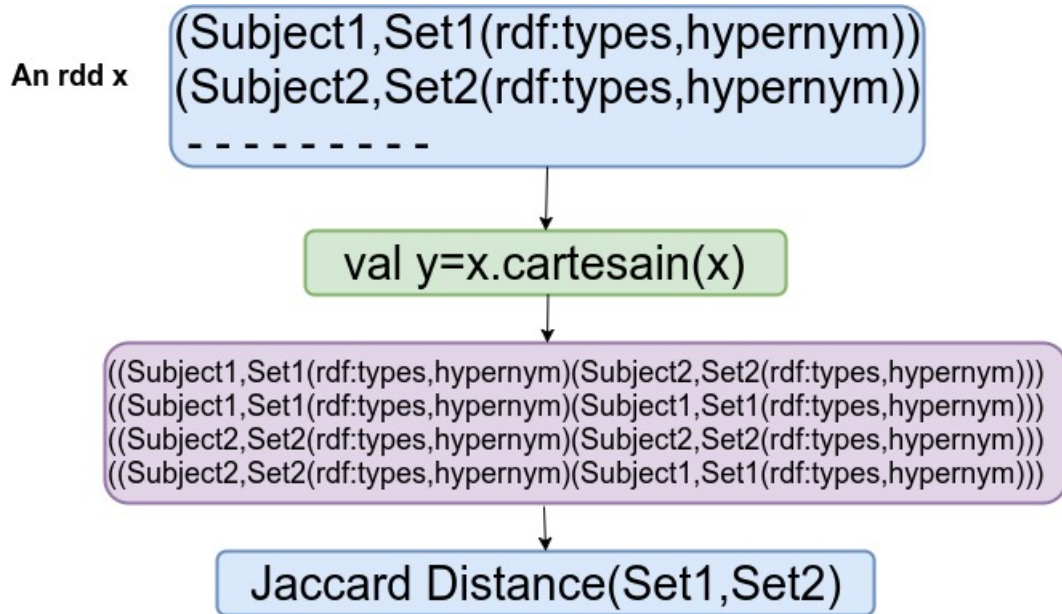 An rdd x
(Subject1,Set1(rdf:types,hypernym))
(Subject2,Set2(rdf:types,hypernym))
- - - - - - - - -
val y=x.cartesain(x)
((Subject1,Set1(rdf:types,hypernym)(Subject2,Set2(rdf:types,hypernym)))
((Subject1,Set1(rdf:types,hypernym)(Subject1,Set1(rdf:types,hypernym)))
((Subject2,Set2(rdf:types,hypernym)(Subject2,Set2(rdf:types,hypernym)))
((Subject2,Set2(rdf:types,hypernym)(Subject1,Set1(rdf:types,hypernym)))
Jaccard Distance(Set1,Set2)